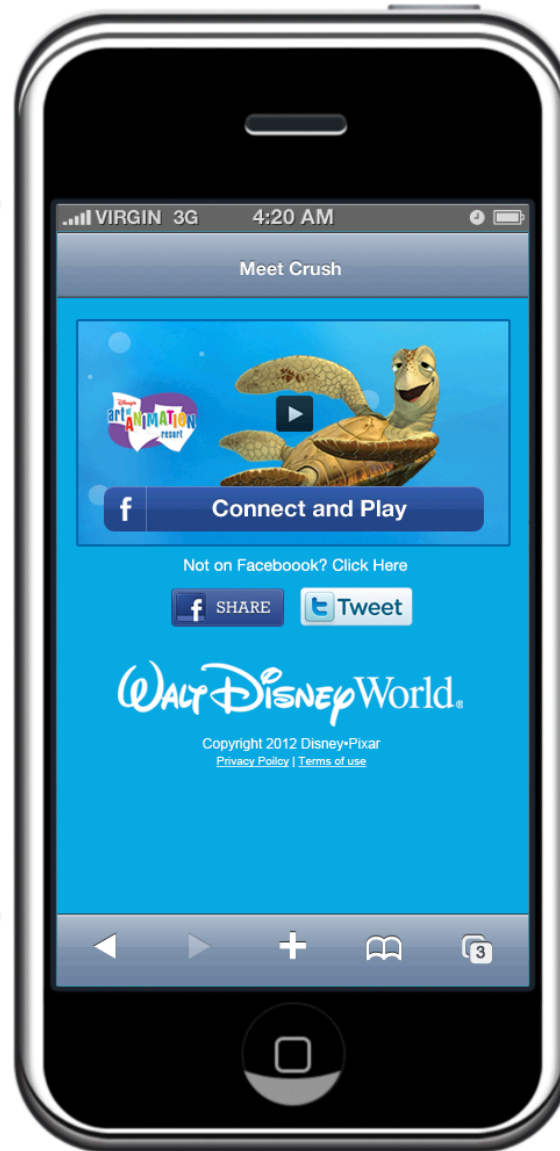 VIRGIN 3G 4:20 AM
Meet Crush
Disney's
art of
ANIMATION
resort
f Connect and Play
Not on Faceboook? Click Here
f SHARE t Tweet
WALT DISNEY World®
Copyright 2012 Disney•Pixar
Privacy Poilcy | Terms of use
3